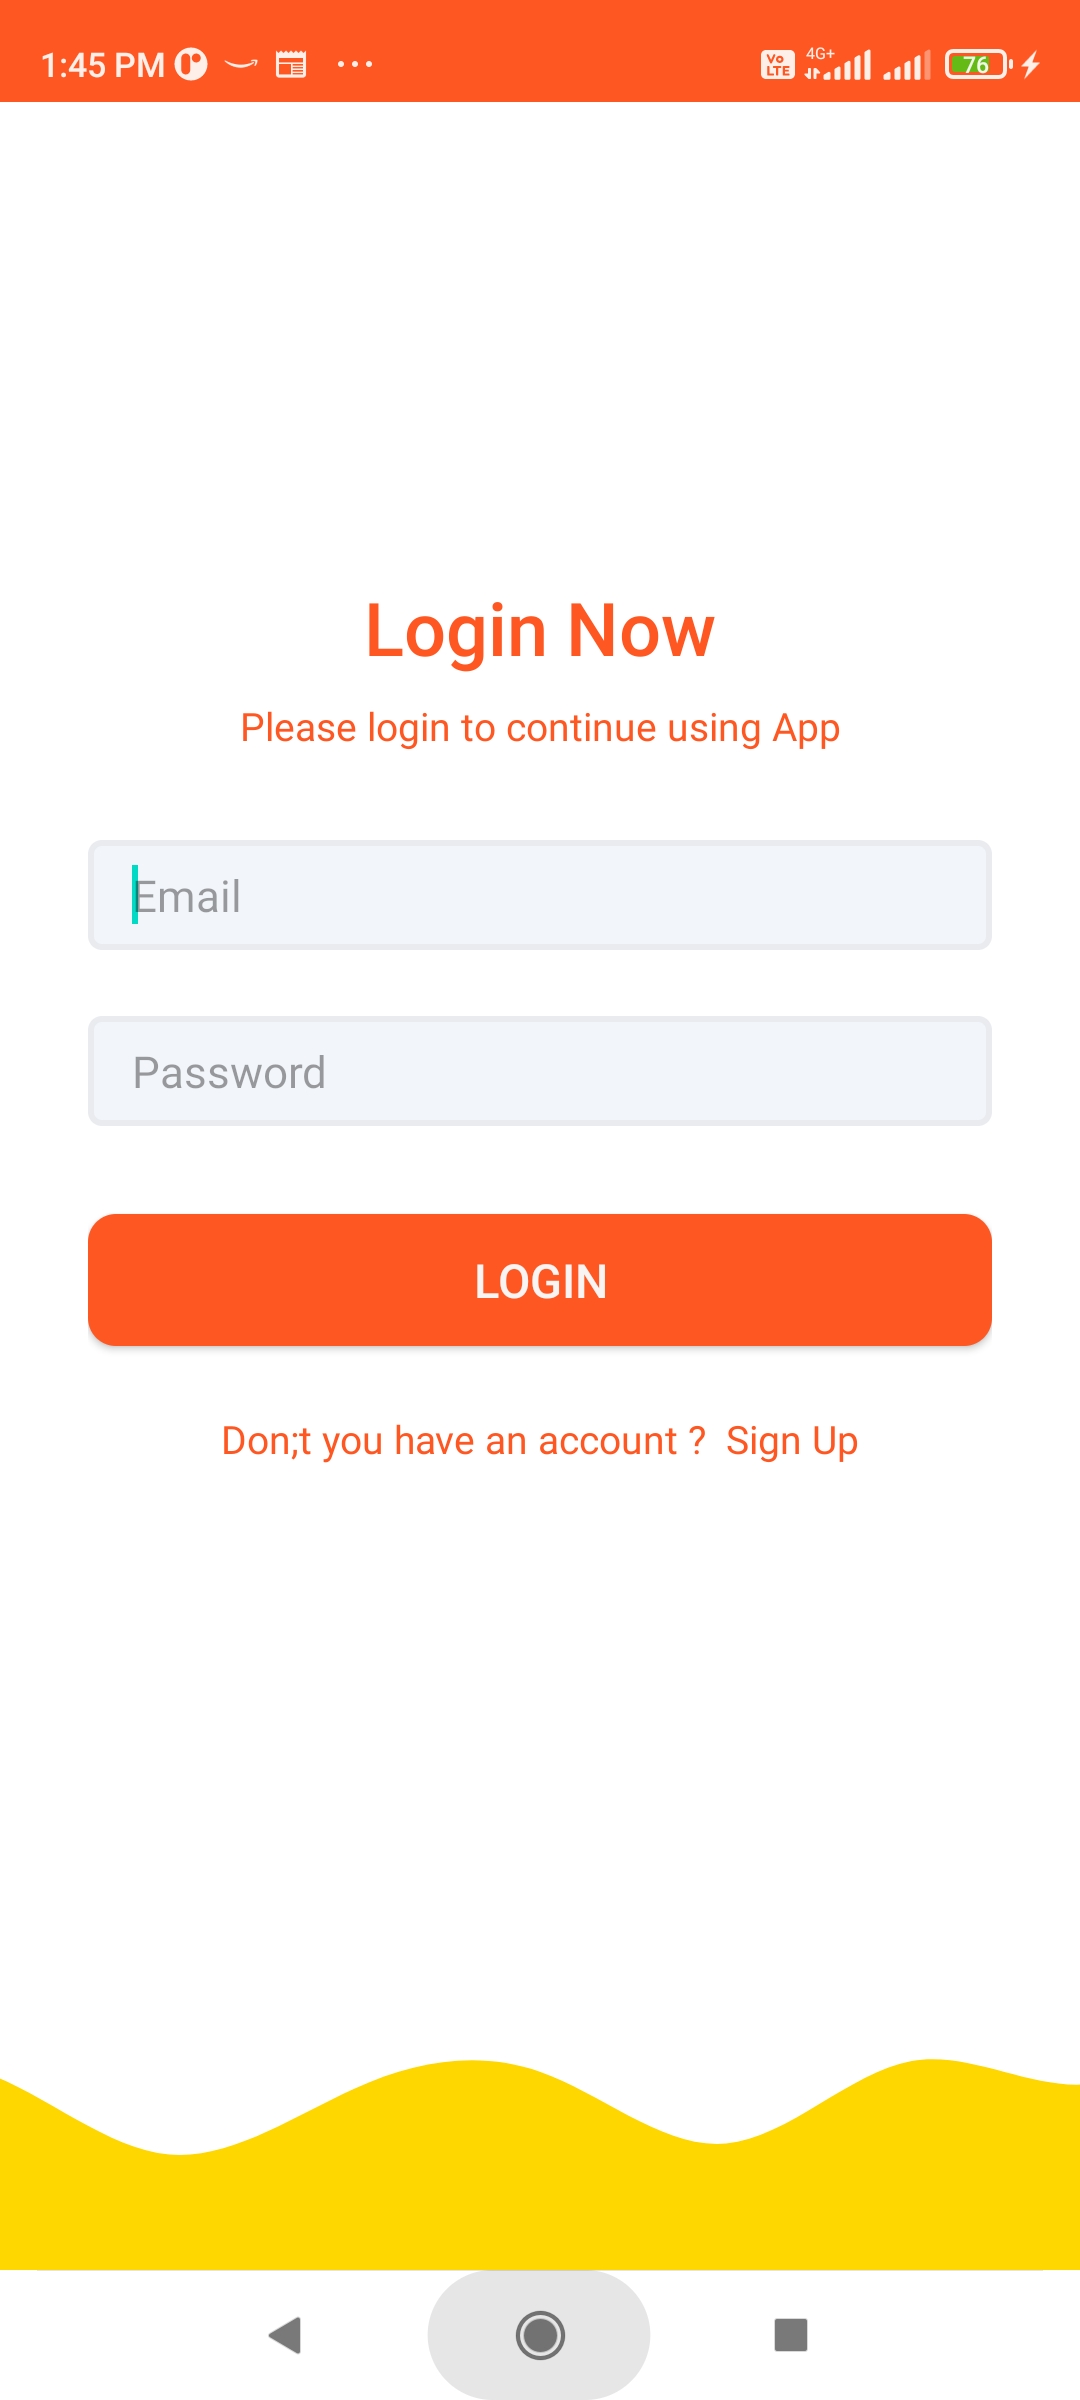 1:45 PM
Vo LTE 4G+ 76
Login Now
Please login to continue using App
Email
Password
LOGIN
Don;t you have an account ? Sign Up